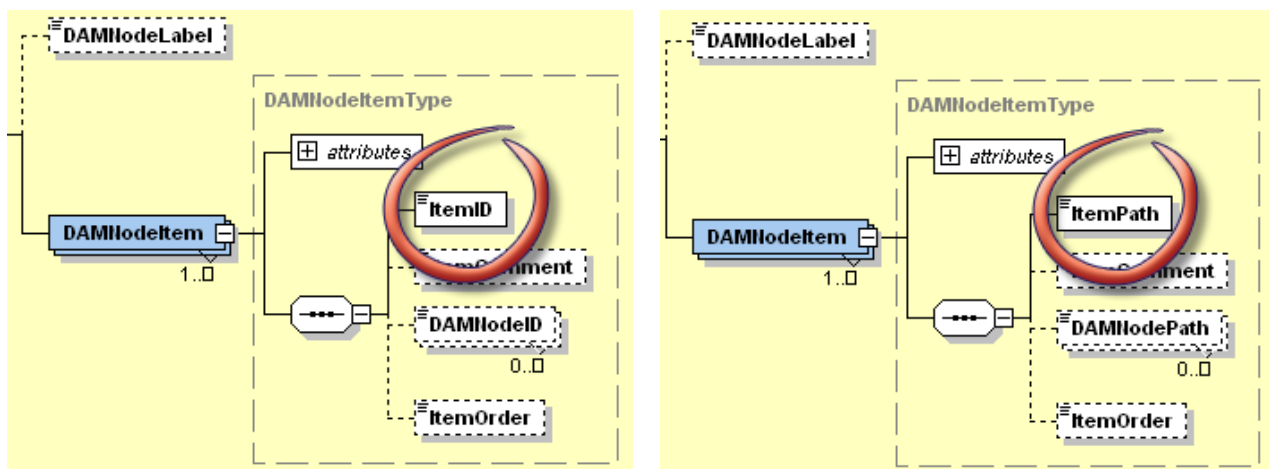 DAMNodeLabel
DAMNodeItemType
attributes
ItemID
DAMNodeItem
1..
DAMNodeID
0..
ItemOrder
DAMNodeLabel
DAMNodeItemType
attributes
ItemPath
DAMNodeItem
1..
DAMNodePath
0..
ItemOrder